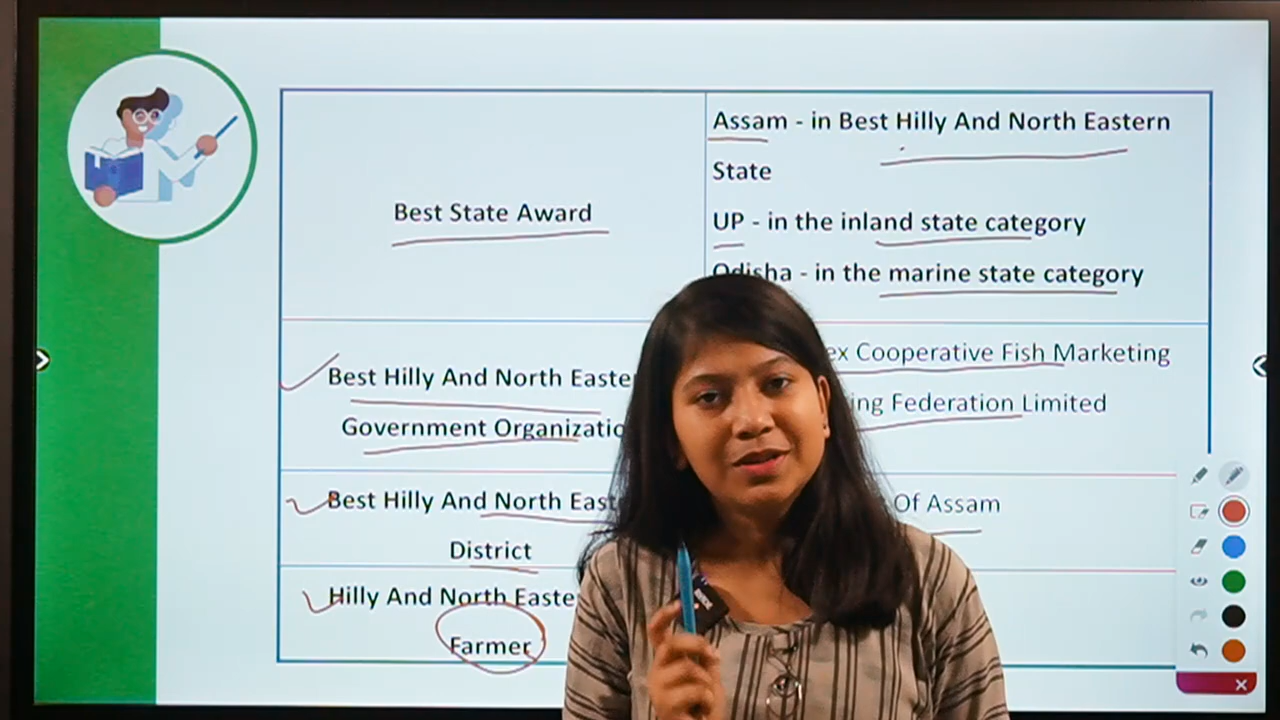 Assam - in Best Hilly And North Eastern
State
Best State Award
UP - in the inland state category
Odisha - in the marine state category
Best Hilly And North Easte
Government Organizatio
ex Cooperative Fish Marketing
ing Federation Limited
Best Hilly And North East
District
Of Assam
Hilly And North Easte
Farmer